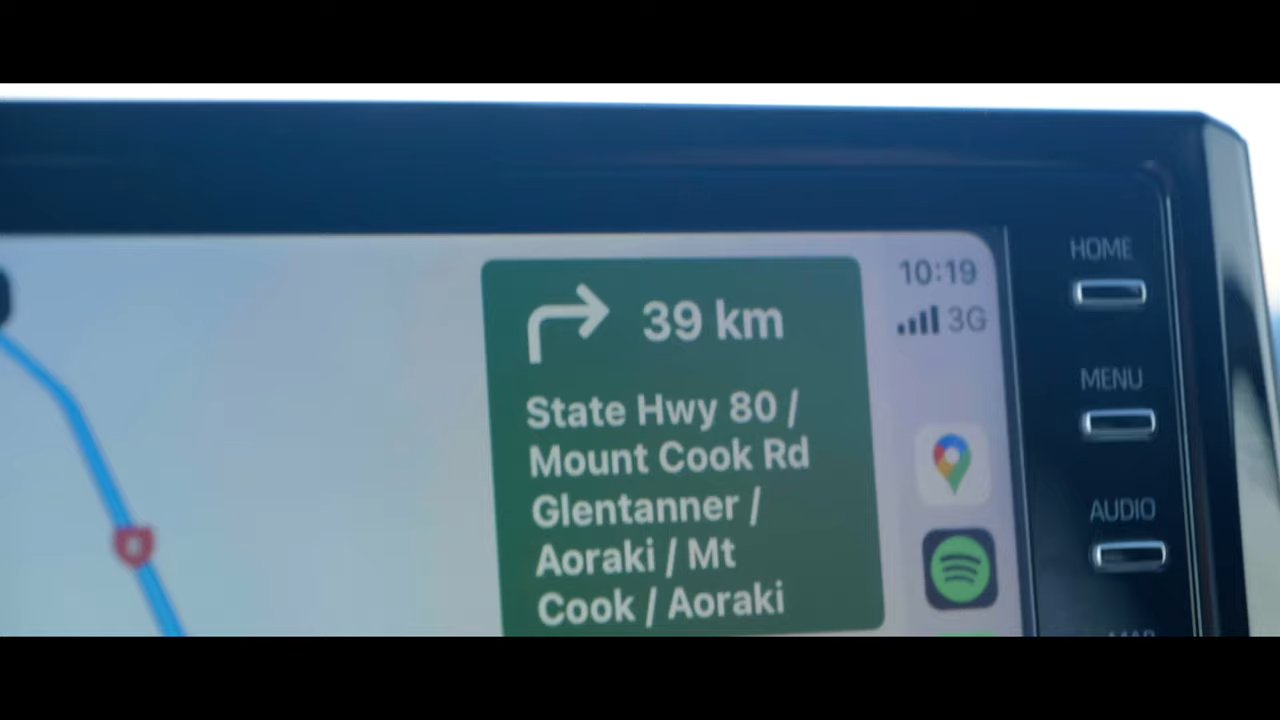 39 km
State Hwy 80 /
Mount Cook Rd
Glentanner /
Aoraki / Mt
Cook / Aoraki
10:19
3G
HOME
MENU
AUDIO